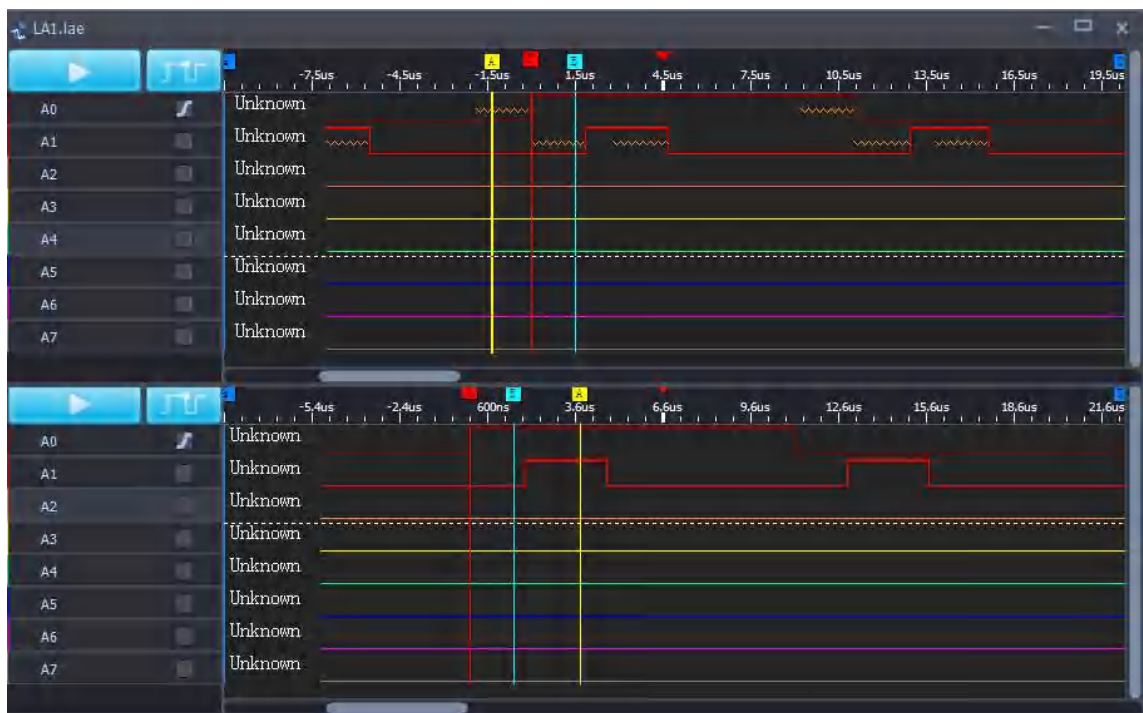 LA1.lae
A B
-7.5us -4.5us -1.5us 1.5us 4.5us 7.5us 10.5us 13.5us 16.5us 19.5us
A0 Unknown
A1 Unknown
A2 Unknown
A3 Unknown
A4 Unknown
A5 Unknown
A6 Unknown
A7 Unknown
B A
-5.4us -2.4us 600ns 3.6us 6.6us 9.6us 12.6us 15.6us 18.6us 21.6us
A0 Unknown
A1 Unknown
A2 Unknown
A3 Unknown
A4 Unknown
A5 Unknown
A6 Unknown
A7 Unknown